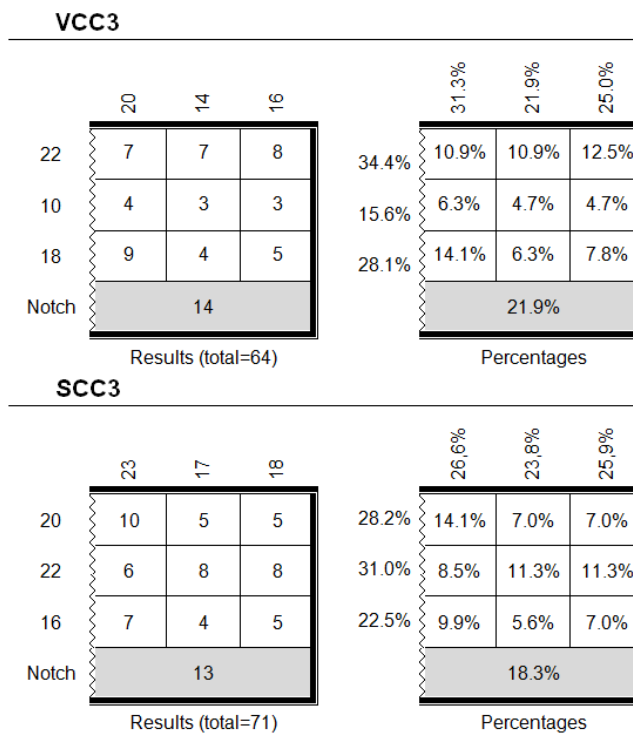 VCC3
20 14 16 31.3% 21.9% 25.0%
22 7 7 8 34.4% 10.9% 10.9% 12.5%
10 4 3 3 15.6% 6.3% 4.7% 4.7%
18 9 4 5 28.1% 14.1% 6.3% 7.8%
Notch 14 21.9%
Results (total=64) Percentages
SCC3
23 17 18 26,6% 23,8% 25,9%
20 10 5 5 28.2% 14.1% 7.0% 7.0%
22 6 8 8 31.0% 8.5% 11.3% 11.3%
16 7 4 5 22.5% 9.9% 5.6% 7.0%
Notch 13 18.3%
Results (total=71) Percentages